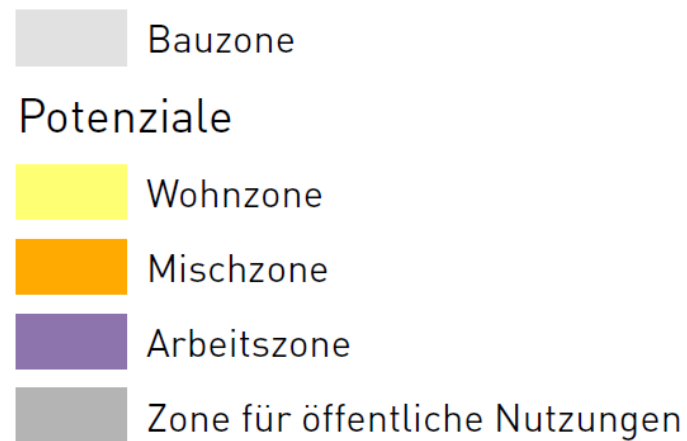 Bauzone
Potenziale
Wohnzone
Mischzone
Arbeitszone
Zone für öffentliche Nutzungen